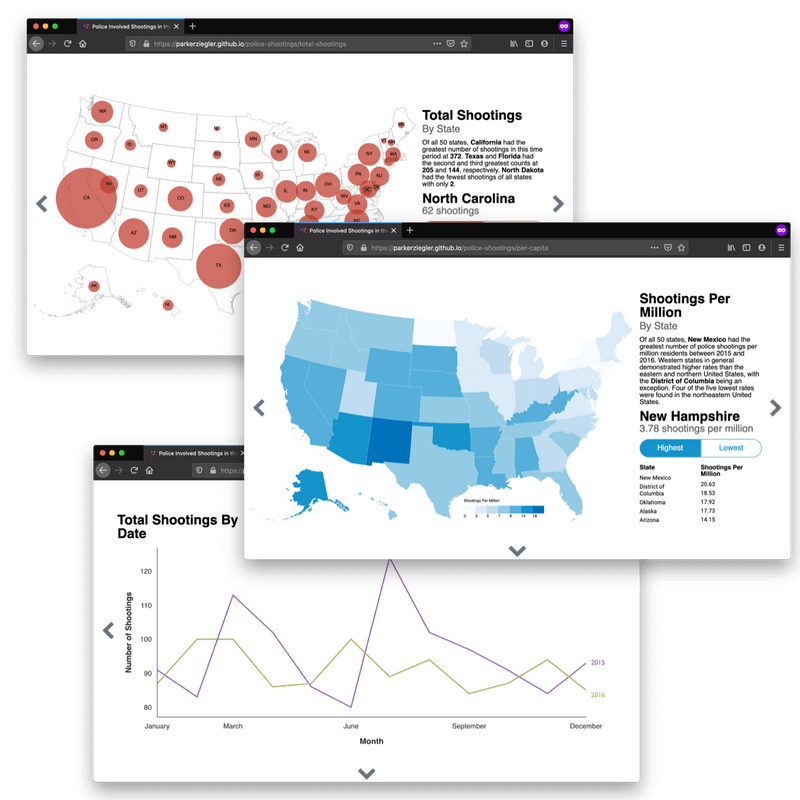 Police Involved Shootings in th
https://parkerziegler.github.io/police-shootings/total-shootings
Total Shootings
By State
Of all 50 states, California had the
greatest number of shootings in this time
period at 372. Texas and Florida had
the second and third greatest counts at
205 and 144, respectively. North Dakota
had the fewest shootings of all states
with only 2.
North Carolina
62 shootings
WA
MT
ND
OR
ID
MN
WI
MI
NY
MA
WY
IA
PA
NJ
NV
CA
UT
CO
NE
IL
IN
OH
DC
DE
WV
VA
KS
MO
KY
NC
AZ
NM
OK
TX
AK
HI
Police Involved Shootings in the
https://parkerziegler.github.io/police-shootings/per-capita
Shootings Per
Million
By State
Of all 50 states, New Mexico had the
greatest number of police shootings per
million residents between 2015 and
2016. Western states in general
demonstrated higher rates than the
eastern and northern United States, with
the District of Columbia being an
exception. Four of the five lowest rates
were found in the northeastern United
States.
New Hampshire
3.78 shootings per million
Highest
Lowest
State
Shootings Per
Million
New Mexico
20.63
District of
Columbia
18.53
Oklahoma
17.92
Alaska
17.73
Arizona
14.15
Shootings Per Million
0 3 5 7 9 14 18
Police Involved Shootings in the
https://p
Total Shootings By
Date
Number of Shootings
120
110
100
90
80
2015
2016
January
March
June
September
December
Month